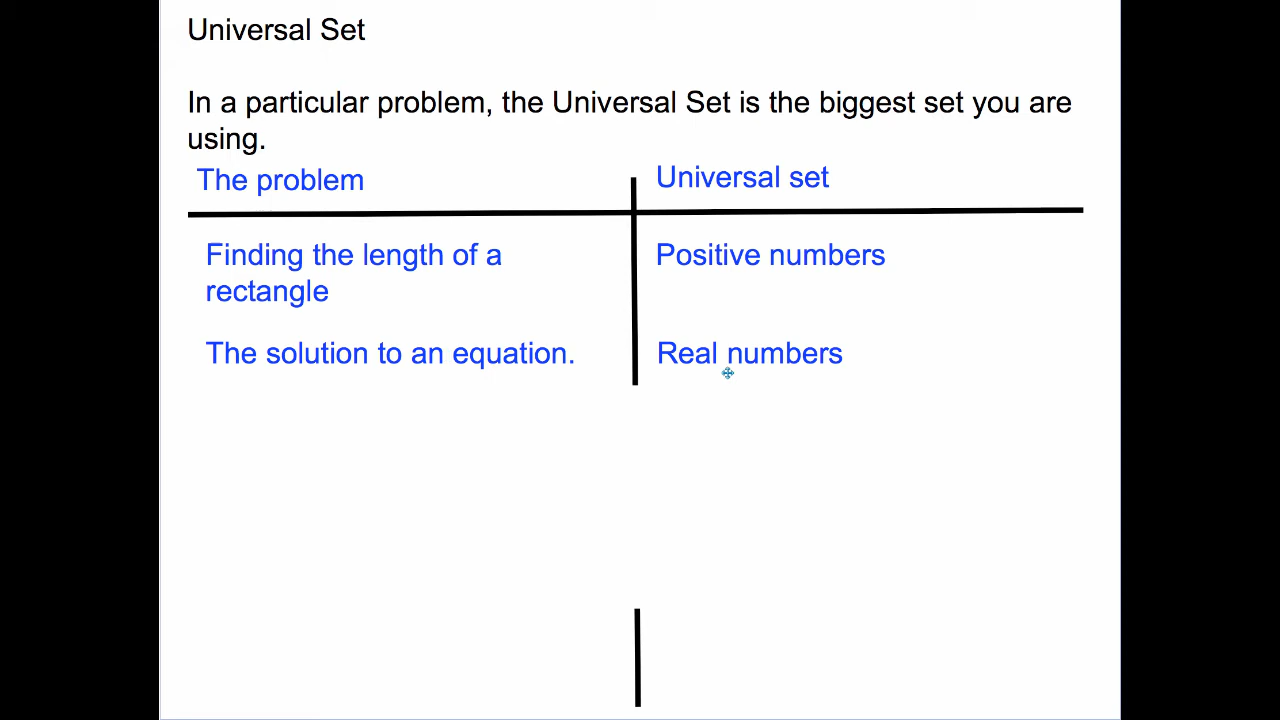 Universal Set
In a particular problem, the Universal Set is the biggest set you are
using.
The problem
Universal set
Finding the length of a
rectangle
Positive numbers
The solution to an equation.
Real numbers